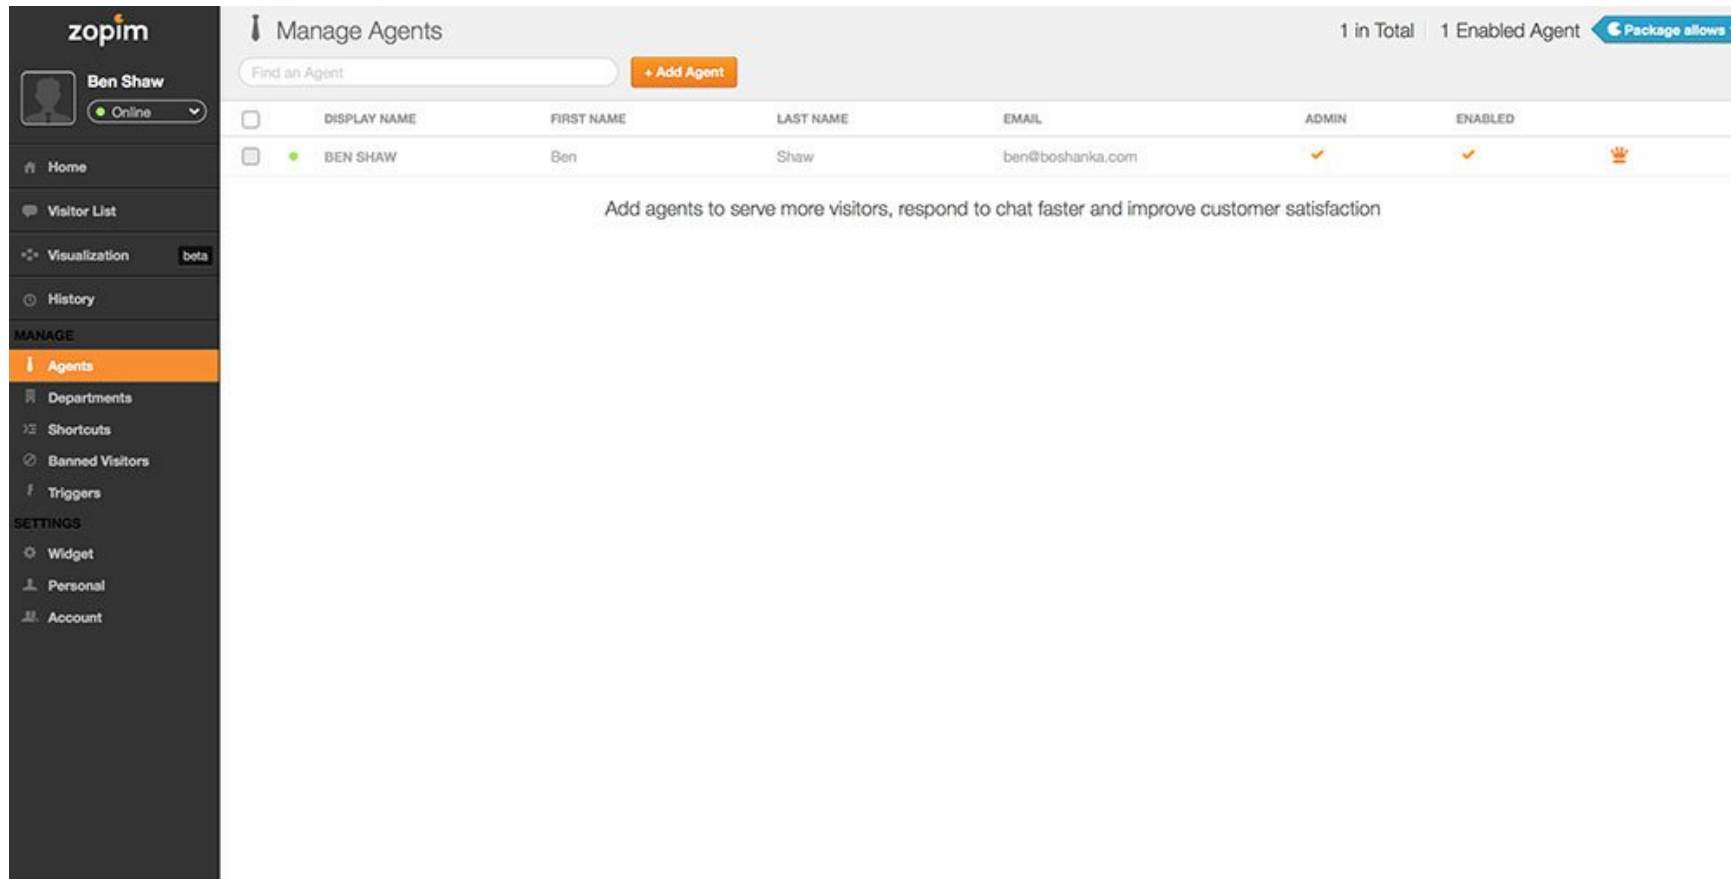 zopim
Ben Shaw
Online
Home
Visitor List
Visualization beta
History
MANAGE
Agents
Departments
Shortcuts
Banned Visitors
Triggers
SETTINGS
Widget
Personal
Account
Manage Agents
1 in Total 1 Enabled Agent Package allows
Find an Agent + Add Agent
DISPLAY NAME FIRST NAME LAST NAME EMAIL ADMIN ENABLED
BEN SHAW Ben Shaw ben@boshanka.com
Add agents to serve more visitors, respond to chat faster and improve customer satisfaction